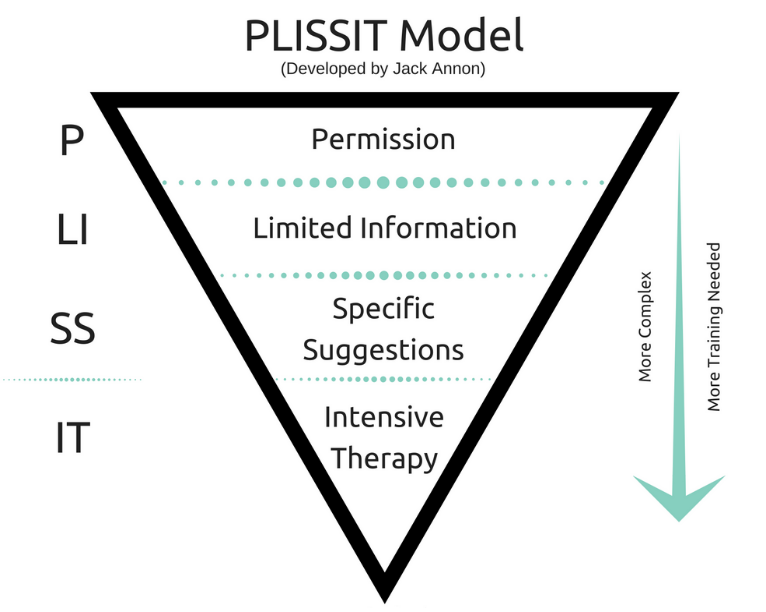 PLISSIT Model
(Developed by Jack Annon)
P
Permission
LI
Limited Information
SS
Specific
Suggestions
IT
Intensive
Therapy
More Complex
More Training Needed